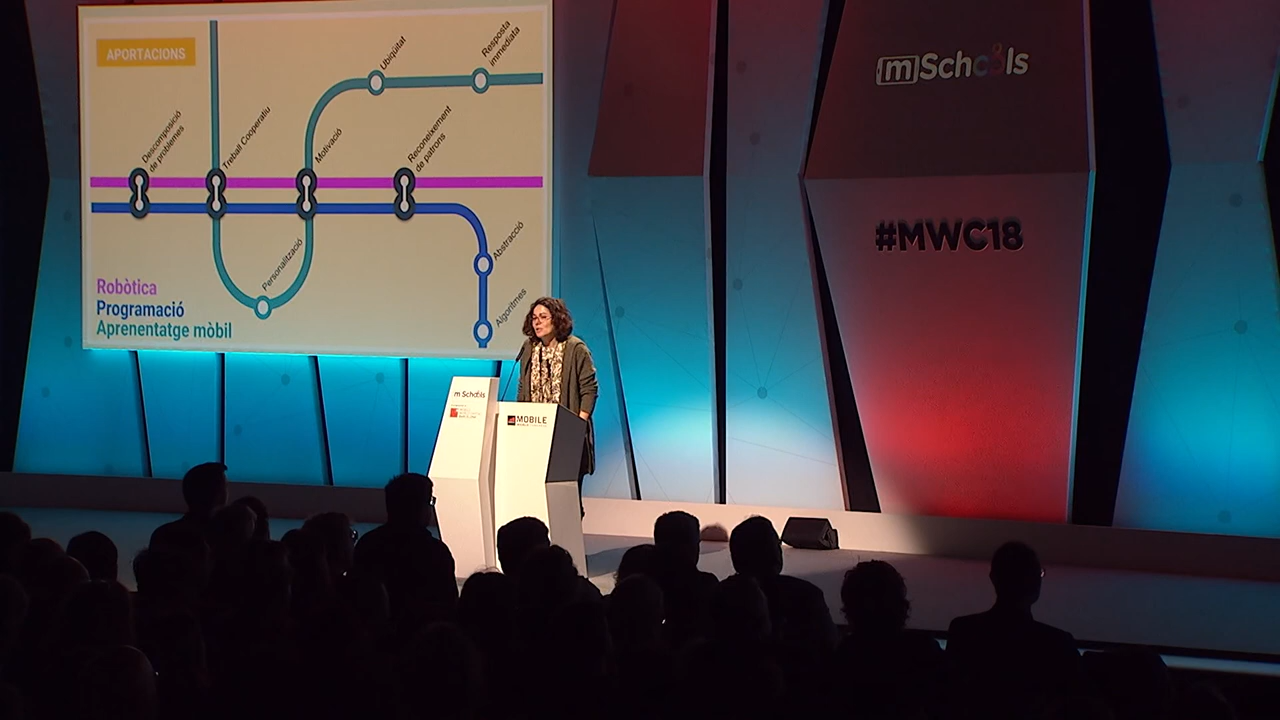 APORTACIONS
Descomposició
de problemes
Treball Cooperatiu
Motivació
Ubiqüitat
Resposta
immediata
Reconeixement
de patrons
Personalització
Abstracció
Algoritmes
Robòtica
Programació
Aprenentatge mòbil
mSchools
#MWC18
mSchools
MOBILE